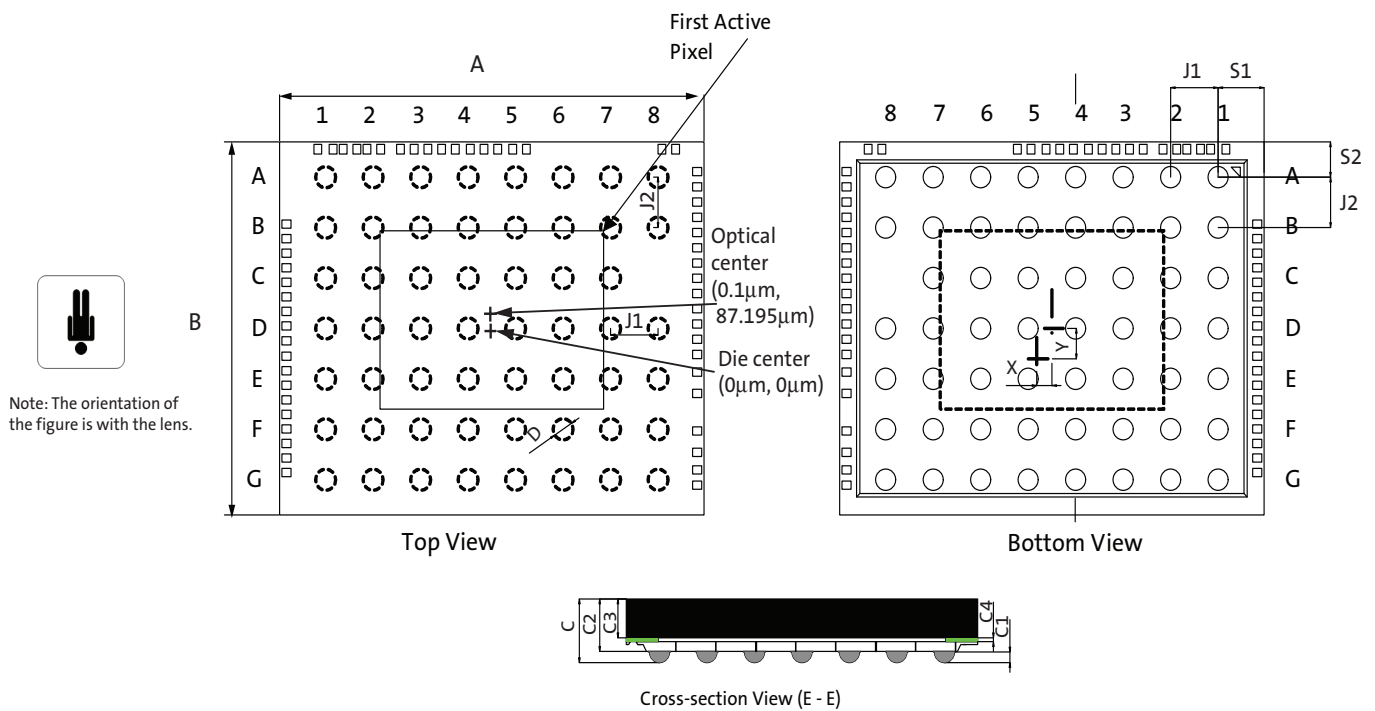 First Active
Pixel
A
1 2 3 4 5 6 7 8
A
B
C
D
E
F
G
B
J2
J1
D
Optical
center
(0.1µm,
87.195µm)
Die center
(0µm, 0µm)
Top View
Note: The orientation of
the figure is with the lens.
J1 S1
8 7 6 5 4 3 2 1
S2
J2
A
B
C
D
E
F
G
X
Y
Bottom View
C
C2
C3
C4
C1
Cross-section View (E - E)